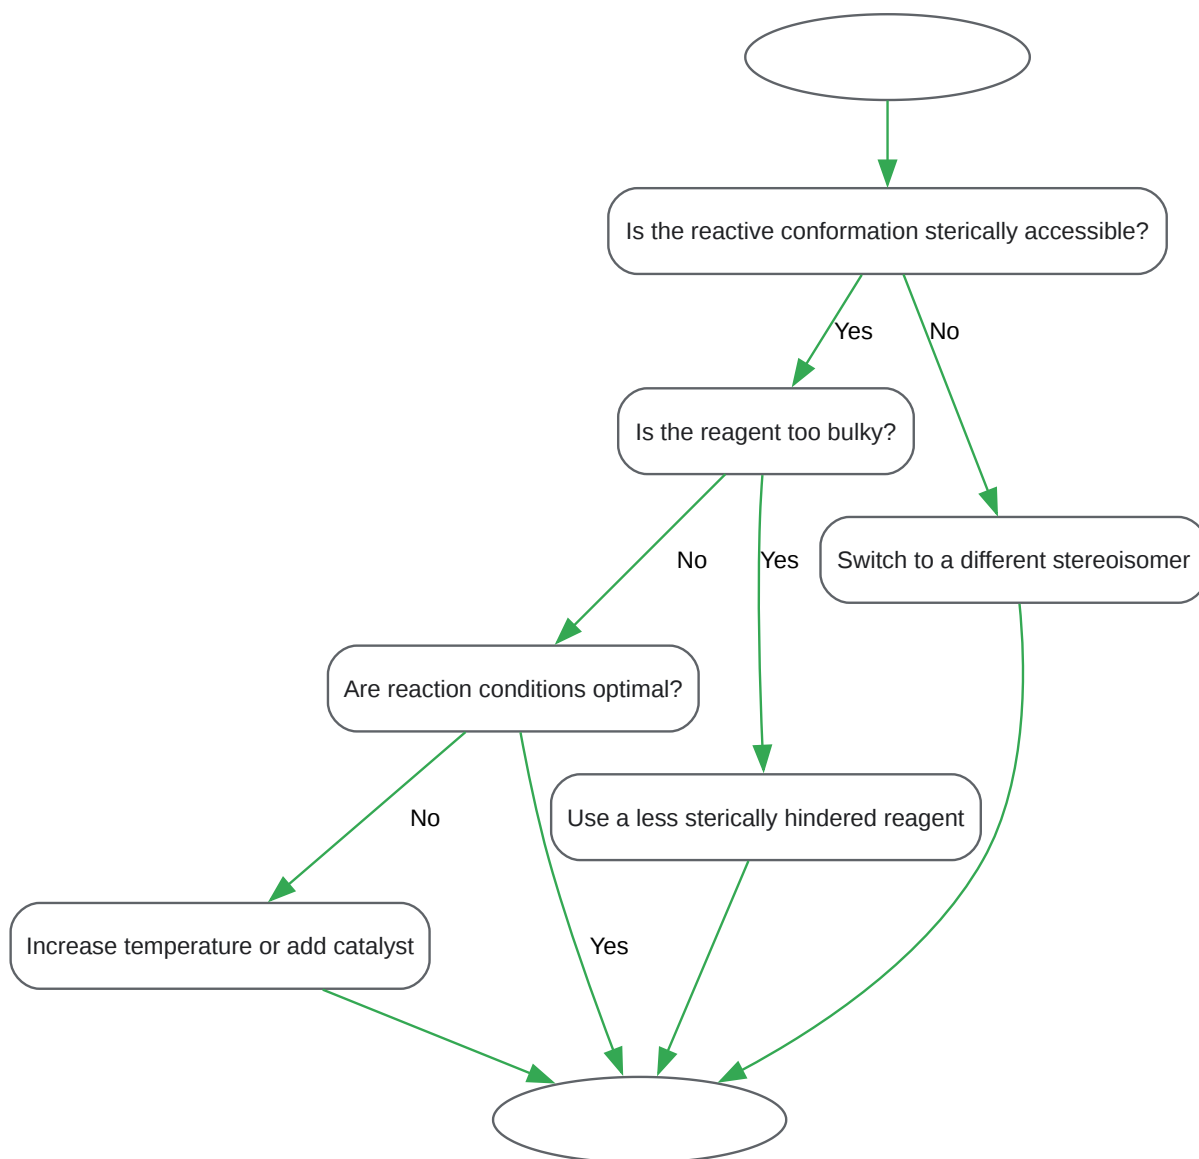 Is the reactive conformation sterically accessible?
Yes
No
Is the reagent too bulky?
No
Yes
Switch to a different stereoisomer
Are reaction conditions optimal?
No
Use a less sterically hindered reagent
Increase temperature or add catalyst
Yes